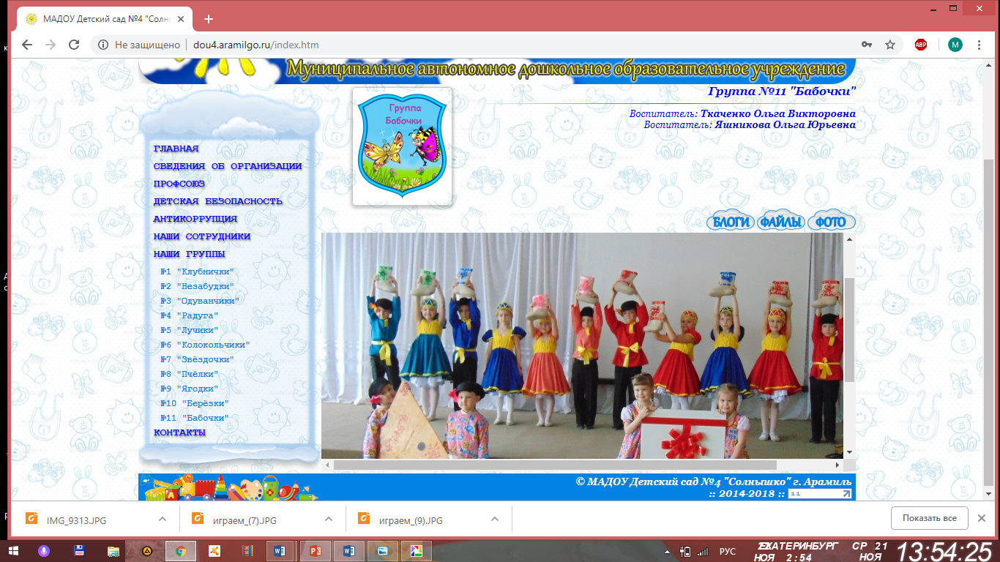 МАДОУ Детский сад №4 "Солн
Не защищено
dou4.aramilgo.ru/index.htm
ABP
M
Муниципальное автономное дошкольное образовательное учреждение
Группа №11 "Бабочки"
Воспитатель: Ткаченко Ольга Викторовна
Воспитатель: Яшникова Ольга Юрьевна
Группа
Бабочки
ГЛАВНАЯ
СВЕДЕНИЯ ОБ ОРГАНИЗАЦИИ
ПРОФСОЮЗ
ДЕТСКАЯ БЕЗОПАСНОСТЬ
АНТИКОРРУПЦИЯ
НАШИ СОТРУДНИКИ
НАШИ ГРУППЫ
№1 "Клубнички"
№2 "Незабудки"
№3 "Одуванчики"
№4 "Радуга"
№5 "Лучики"
№6 "Колокольчики"
№7 "Звёздочки"
№8 "Пчёлки"
№9 "Ягодки"
№10 "Берёзки"
№11 "Бабочки"
КОНТАКТЫ
БЛОГИ ФАЙЛЫ ФОТО
© МАДОУ Детский сад №4 "Солнышко" г. Арамиль
:: 2014-2018 :: 11
IMG_9313.JPG
играем_(7).JPG
играем_(9).JPG
Показать все
РУС
ЕКАТЕРИНБУРГ
НОЯ 2:54
СР 21
НОЯ
13:54:25